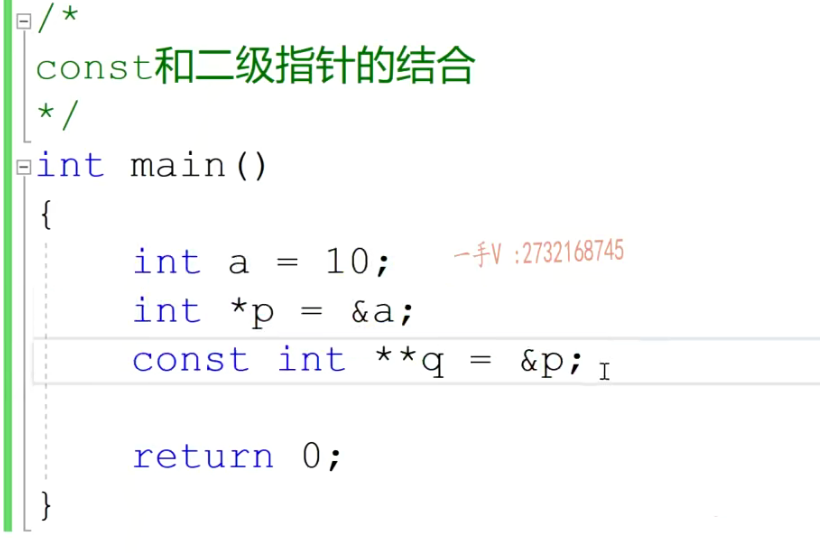 /*
const和二级指针的结合
*/
int main()
{
int a = 10;
一手V :2732168745
int *p = &a;
const int **q = &p;
return 0;
}